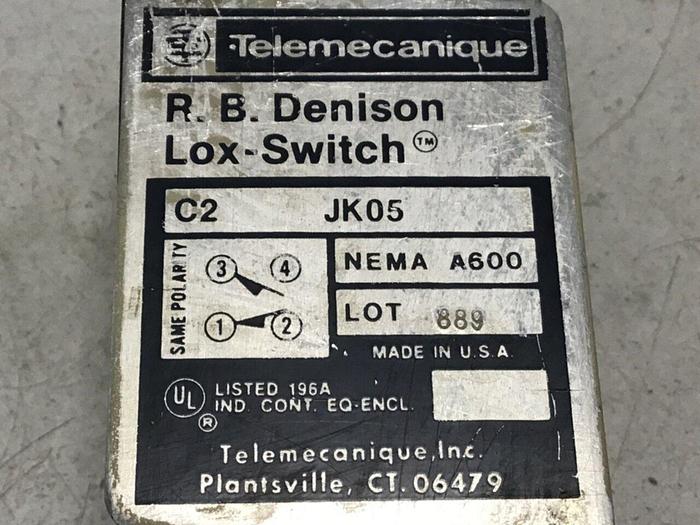 Telemecanique
R. B. Denison
Lox-Switch™
C2 JK05
SAME POLARITY
3 4
1 2
NEMA A600
LOT 889
MADE IN U.S.A.
UL ®
LISTED 196A
IND. CONT. EQ-ENCL.
Telemecanique, Inc.
Plantsville, CT. 06479